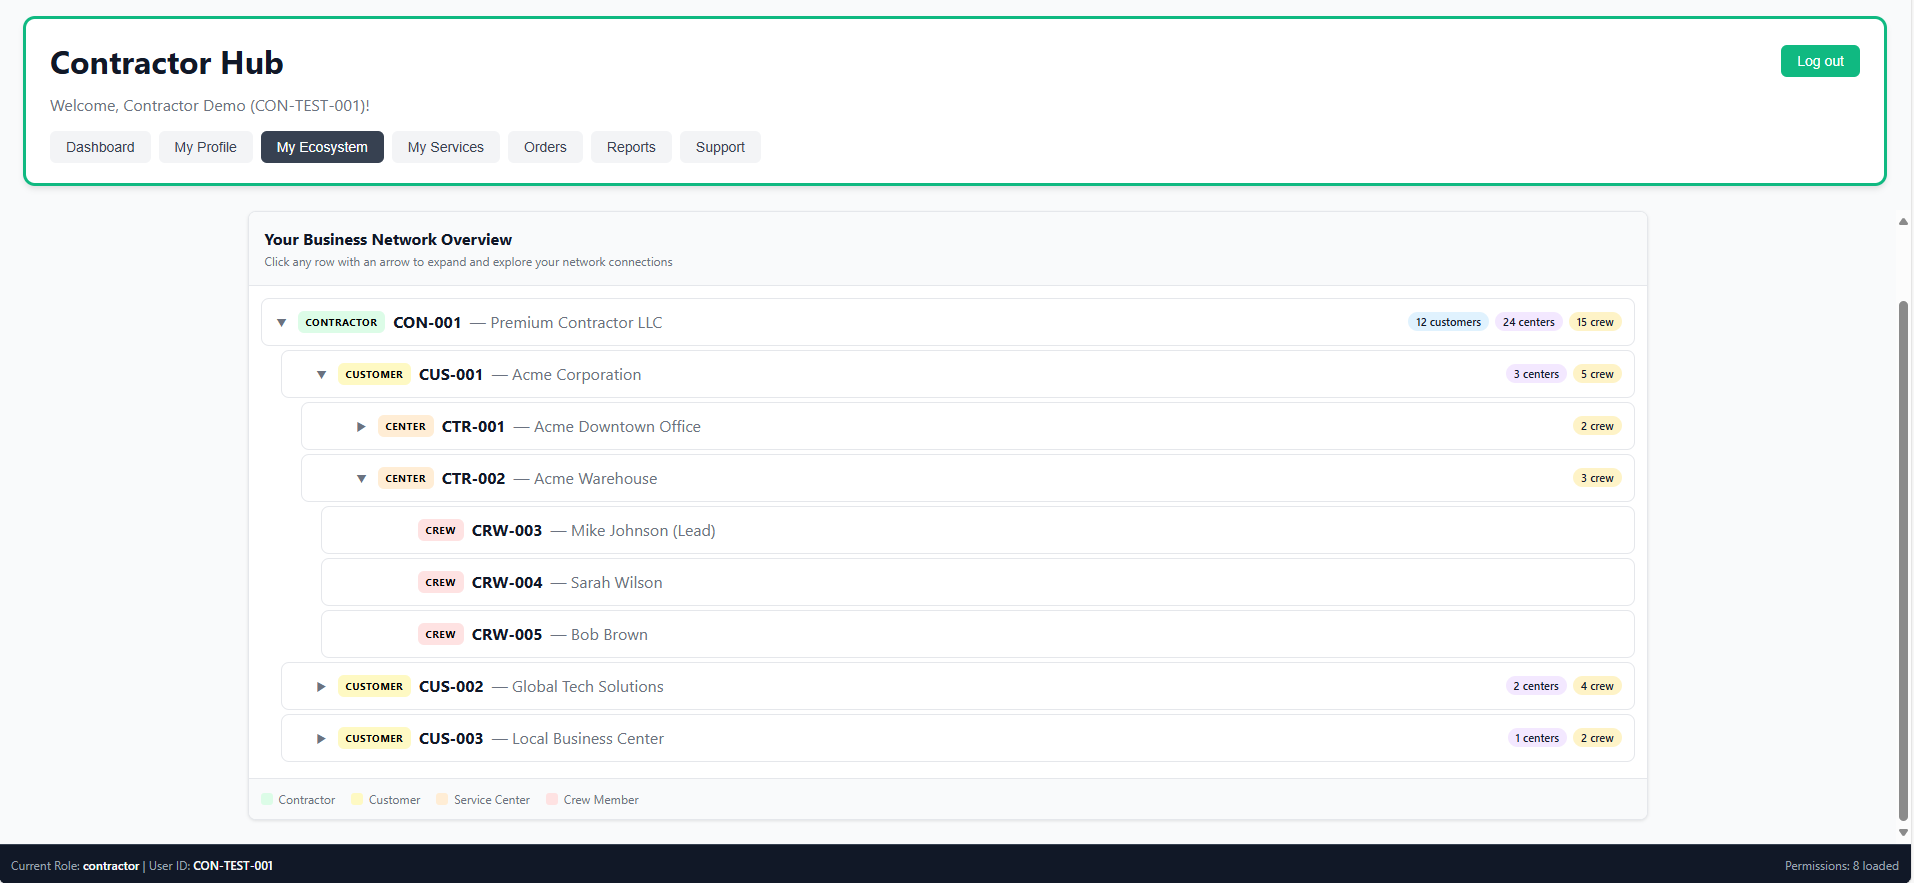 Contractor Hub
Log out
Welcome, Contractor Demo (CON-TEST-001)!
Dashboard My Profile My Ecosystem My Services Orders Reports Support
Your Business Network Overview
Click any row with an arrow to expand and explore your network connections
▼ CONTRACTOR CON-001 — Premium Contractor LLC 12 customers 24 centers 15 crew
▼ CUSTOMER CUS-001 — Acme Corporation 3 centers 5 crew
▶ CENTER CTR-001 — Acme Downtown Office 2 crew
▼ CENTER CTR-002 — Acme Warehouse 3 crew
CREW CRW-003 — Mike Johnson (Lead)
CREW CRW-004 — Sarah Wilson
CREW CRW-005 — Bob Brown
▶ CUSTOMER CUS-002 — Global Tech Solutions 2 centers 4 crew
▶ CUSTOMER CUS-003 — Local Business Center 1 centers 2 crew
Contractor Customer Service Center Crew Member
Current Role: contractor | User ID: CON-TEST-001 Permissions: 8 loaded